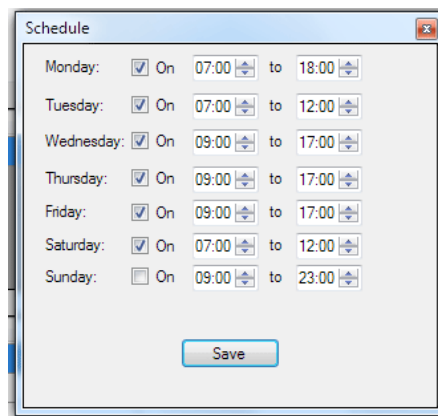 Schedule
Monday: On 07:00 to 18:00
Tuesday: On 07:00 to 12:00
Wednesday: On 09:00 to 17:00
Thursday: On 09:00 to 17:00
Friday: On 09:00 to 17:00
Saturday: On 07:00 to 12:00
Sunday: On 09:00 to 23:00
Save